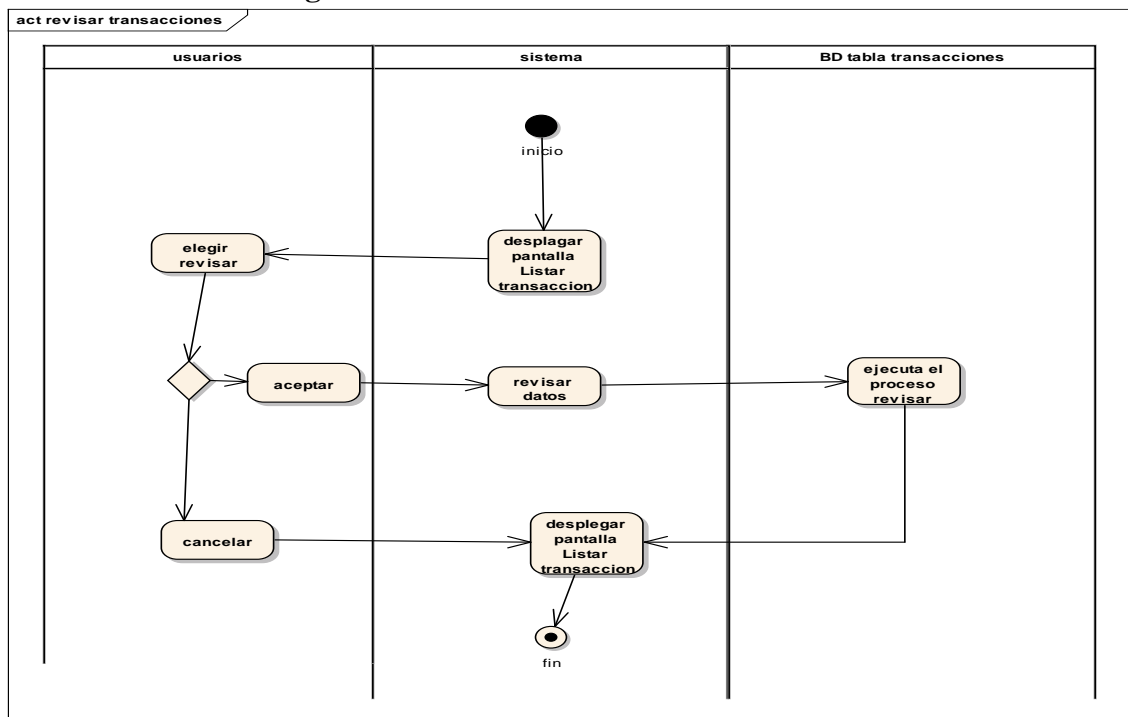 act revisar transacciones
usuarios
sistema
BD tabla transacciones
inicio
elegir
revisar
desplagar
pantalla
Listar
transaccion
aceptar
revisar
datos
ejecuta el
proceso
revisar
cancelar
desplegar
pantalla
Listar
transaccion
fin